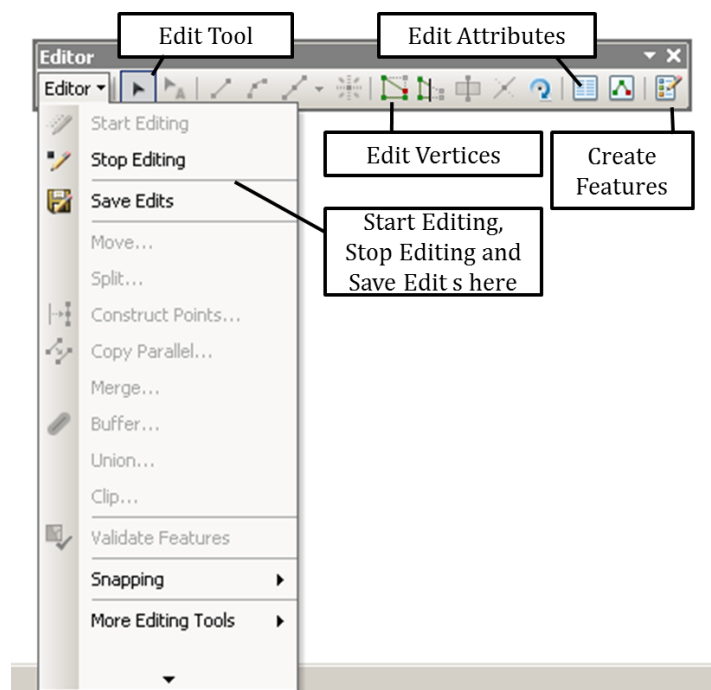 Edit Tool
Edit Attributes
Editor
Editor
A
Edit Vertices
Create
Features
Start Editing,
Stop Editing and
Save Edit s here
Start Editing
Stop Editing
Save Edits
Move...
Split...
Construct Points...
Copy Parallel...
Merge...
Buffer...
Union...
Clip...
Validate Features
Snapping
More Editing Tools